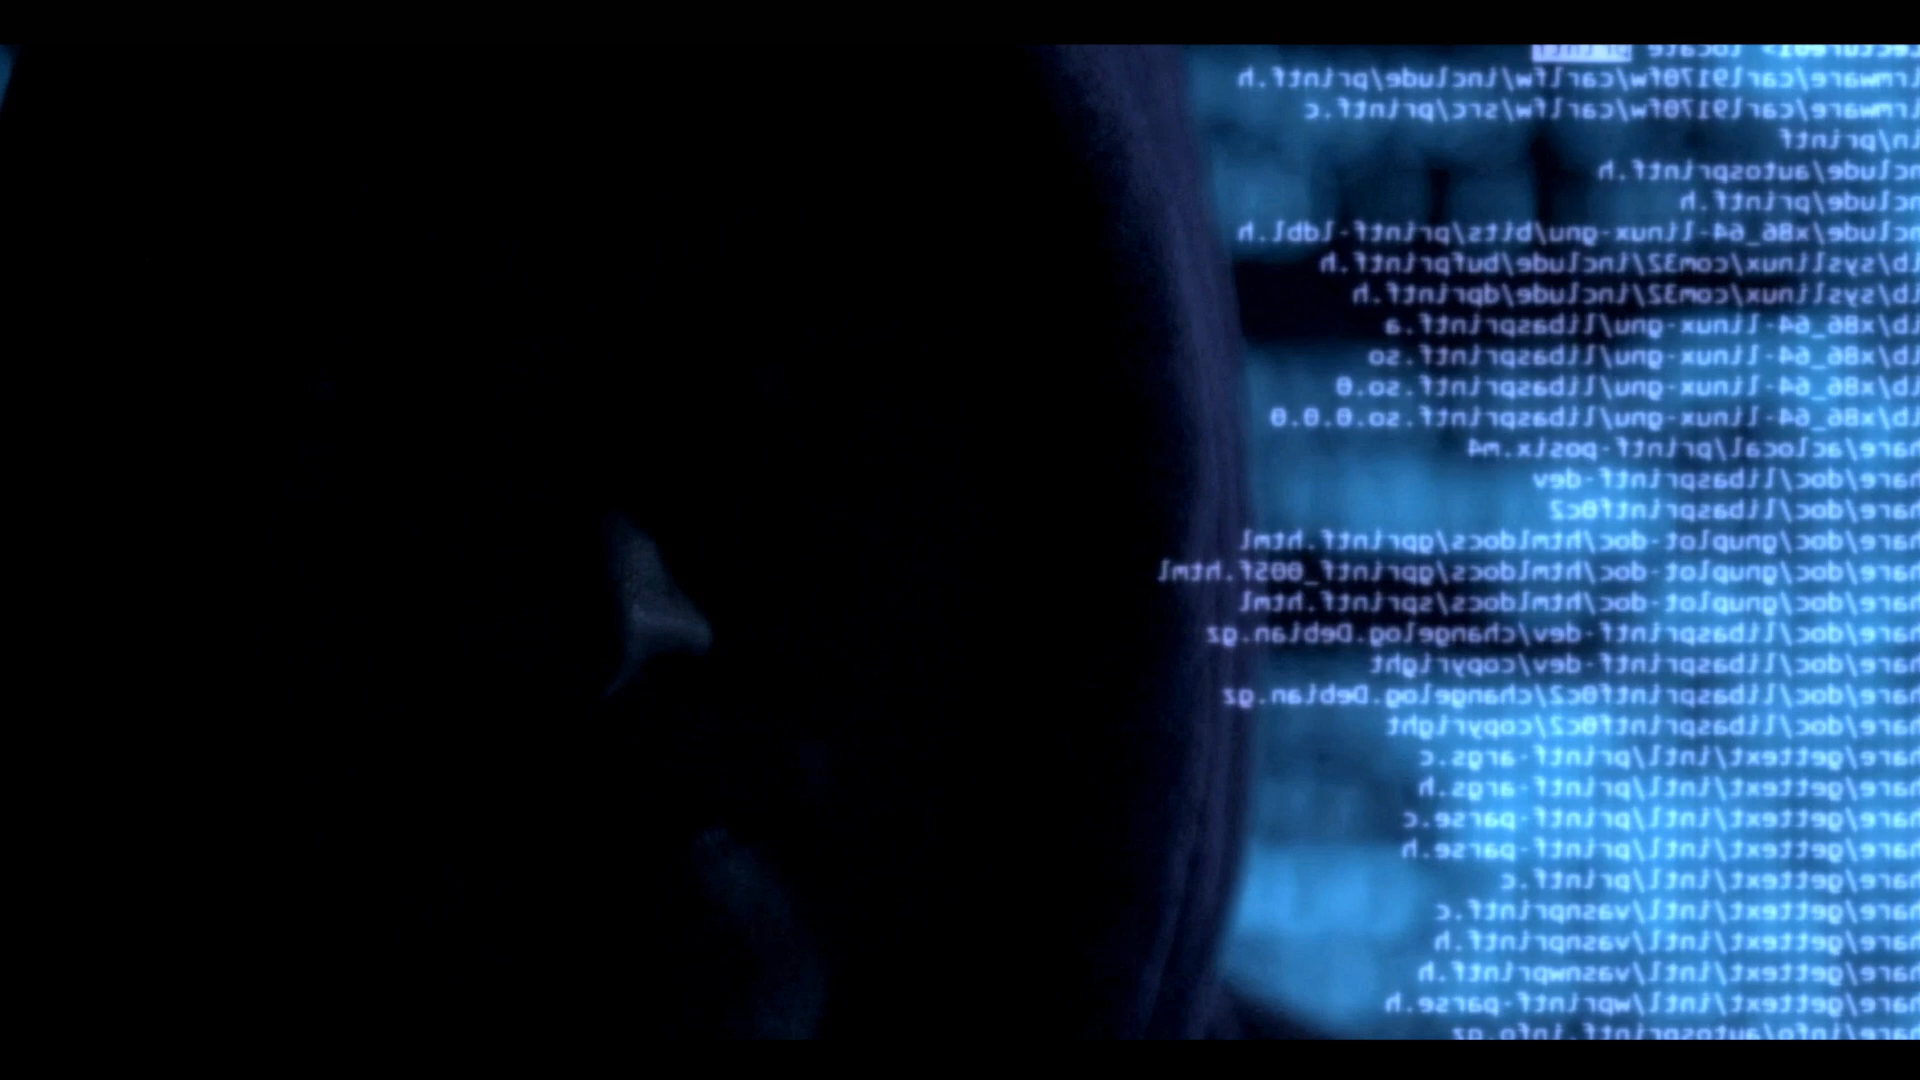 locate printf
irmware/carl9170fw/carlfw/include/printf.h
irmware/carl9170fw/carlfw/src/printf.c
in/printf
nclude/autosprintf.h
nclude/printf.h
nclude/x86_64-linux-gnu/bits/printf-ldbl.h
ib/syslinux/com32/include/bufprintf.h
ib/syslinux/com32/include/dprintf.h
ib/x86_64-linux-gnu/libasprintf.a
ib/x86_64-linux-gnu/libasprintf.so
ib/x86_64-linux-gnu/libasprintf.so.0
ib/x86_64-linux-gnu/libasprintf.so.0.0.0
hare/aclocal/printf-posix.m4
hare/doc/libasprintf-dev
hare/doc/libasprintf0c2
hare/doc/gnuplot-doc/htmldocs/gprintf.html
hare/doc/gnuplot-doc/htmldocs/gprintf_005f.html
hare/doc/gnuplot-doc/htmldocs/sprintf.html
hare/doc/libasprintf-dev/changelog.Debian.gz
hare/doc/libasprintf-dev/copyright
hare/doc/libasprintf0c2/changelog.Debian.gz
hare/doc/libasprintf0c2/copyright
hare/gettext/intl/printf-args.c
hare/gettext/intl/printf-args.h
hare/gettext/intl/printf-parse.c
hare/gettext/intl/printf-parse.h
hare/gettext/intl/printf.c
hare/gettext/intl/vasnprintf.c
hare/gettext/intl/vasnprintf.h
hare/gettext/intl/vasnwprintf.h
hare/gettext/intl/wprintf-parse.h
hare/info/autosprintf.info.gz